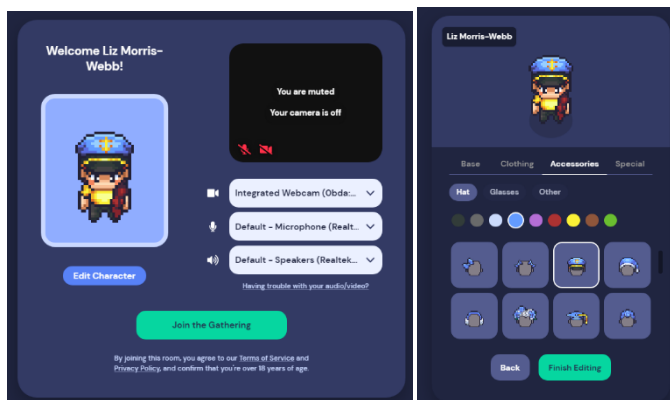 Welcome Liz Morris-
Webb!
You are muted
Your camera is off
Integrated Webcam (0bda:...
Default - Microphone (Realt...
Default - Speakers (Realtek...
Having trouble with your audio/video?
Edit Character
Join the Gathering
By joining this room, you agree to our Terms of Service and
Privacy Policy, and confirm that you're over 18 years of age.
Liz Morris-Webb
Base Clothing Accessories Special
Hat Glasses Other
Back Finish Editing